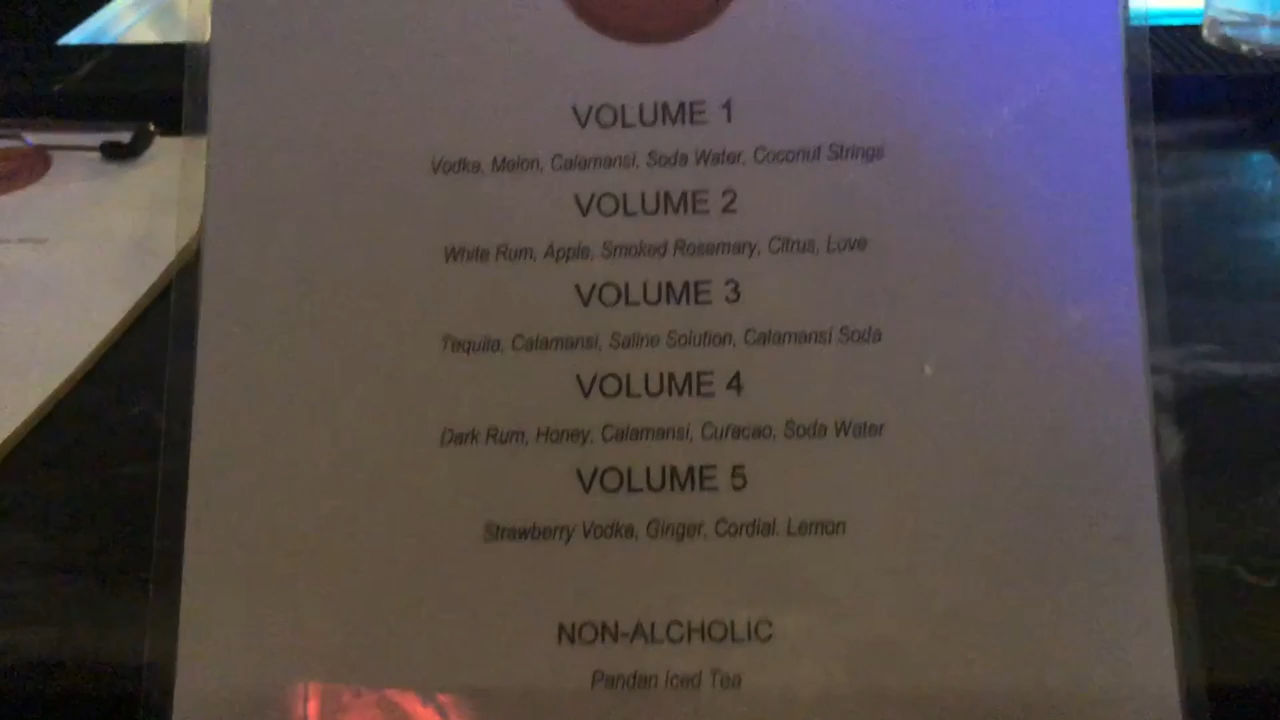 VOLUME 1
Vodka, Melon, Calamansi, Soda Water, Coconut Strings
VOLUME 2
White Rum, Apple, Smoked Rosemary, Citrus, Love
VOLUME 3
Tequila, Calamansi, Saline Solution, Calamansi Soda
VOLUME 4
Dark Rum, Honey, Calamansi, Curacao, Soda Water
VOLUME 5
Strawberry Vodka, Ginger, Cordial. Lemon
NON-ALCHOLIC
Pandan Iced Tea